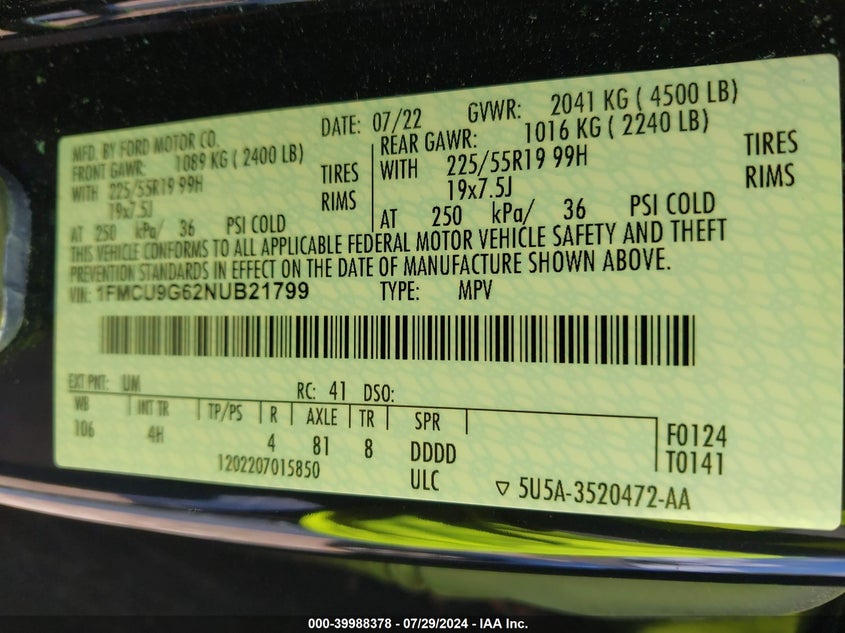 MFD. BY FORD MOTOR CO.
DATE: 07/22 GVWR: 2041 KG ( 4500 LB)
FRONT GAWR: 1089 KG ( 2400 LB)
WITH 225/55R19 99H TIRES
19x7.5J RIMS
AT 250 kPa/ 36 PSI COLD
REAR GAWR: 1016 KG ( 2240 LB)
WITH 225/55R19 99H TIRES
19x7.5J RIMS
AT 250 kPa/ 36 PSI COLD
THIS VEHICLE CONFORMS TO ALL APPLICABLE FEDERAL MOTOR VEHICLE SAFETY AND THEFT
PREVENTION STANDARDS IN EFFECT ON THE DATE OF MANUFACTURE SHOWN ABOVE.
VIN: 1FMCU9G62NUB21799 TYPE: MPV
EXT PNT: UM RC: 41 DSO:
WB INT TR TP/PS R AXLE TR SPR
106 4H 4 81 8 DDDD
F0124
T0141
1202207015850 ULC
▽ 5U5A-3520472-AA
000-39988378 - 07/29/2024 - IAA Inc.